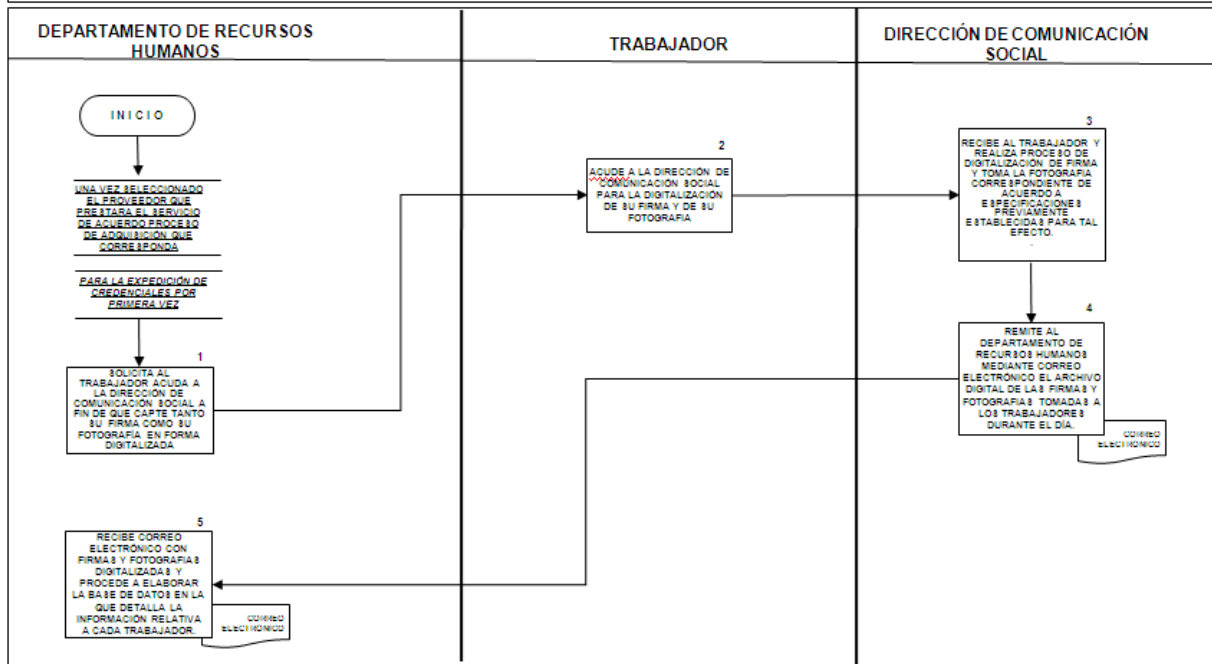 DEPARTAMENTO DE RECURSOS
HUMANOS
TRABAJADOR
DIRECCIÓN DE COMUNICACIÓN
SOCIAL
INICIO
UNA VEZ SELECCIONADO
EL PROVEEDOR QUE
PRESTARA EL SERVICIO
DE ACUERDO PROCESO
DE ADQUISICIÓN QUE
CORRESPONDA
PARA LA EXPEDICIÓN DE
CREDENCIALES POR
PRIMERA VEZ
1
SOLICITA AL
TRABAJADOR ACUDA A
LA DIRECCIÓN DE
COMUNICACIÓN SOCIAL A
FIN DE QUE CAPTE TANTO
SU FIRMA COMO SU
FOTOGRAFÍA EN FORMA
DIGITALIZADA
2
ACUDE A LA DIRECCIÓN DE
COMUNICACIÓN SOCIAL
PARA LA DIGITALIZACIÓN
DE SU FIRMA Y DE SU
FOTOGRAFIA
3
RECIBE AL TRABAJADOR Y
REALIZA PROCESO DE
DIGITALIZACIÓN DE FIRMA
Y TOMA LA FOTOGRAFIA
CORRESPONDIENTE DE
ACUERDO A
ESPECIFICACIONES
PREVIAMENTE
ESTABLECIDAS PARA TAL
EFECTO.
.
4
REMITE AL
DEPARTAMENTO DE
RECURSOS HUMANOS
MEDIANTE CORREO
ELECTRÓNICO EL ARCHIVO
DIGITAL DE LAS FIRMAS Y
FOTOGRAFIAS TOMADAS A
LOS TRABAJADORES
DURANTE EL DÍA.
CORREO
ELECTRÓNICO
5
RECIBE CORREO
ELECTRÓNICO CON
FIRMAS Y FOTOGRAFIAS
DIGITALIZADAS Y
PROCEDE A ELABORAR
LA BASE DE DATOS EN LA
QUE DETALLA LA
INFORMACIÓN RELATIVA
A CADA TRABAJADOR.
CORREO
ELECTRÓNICO